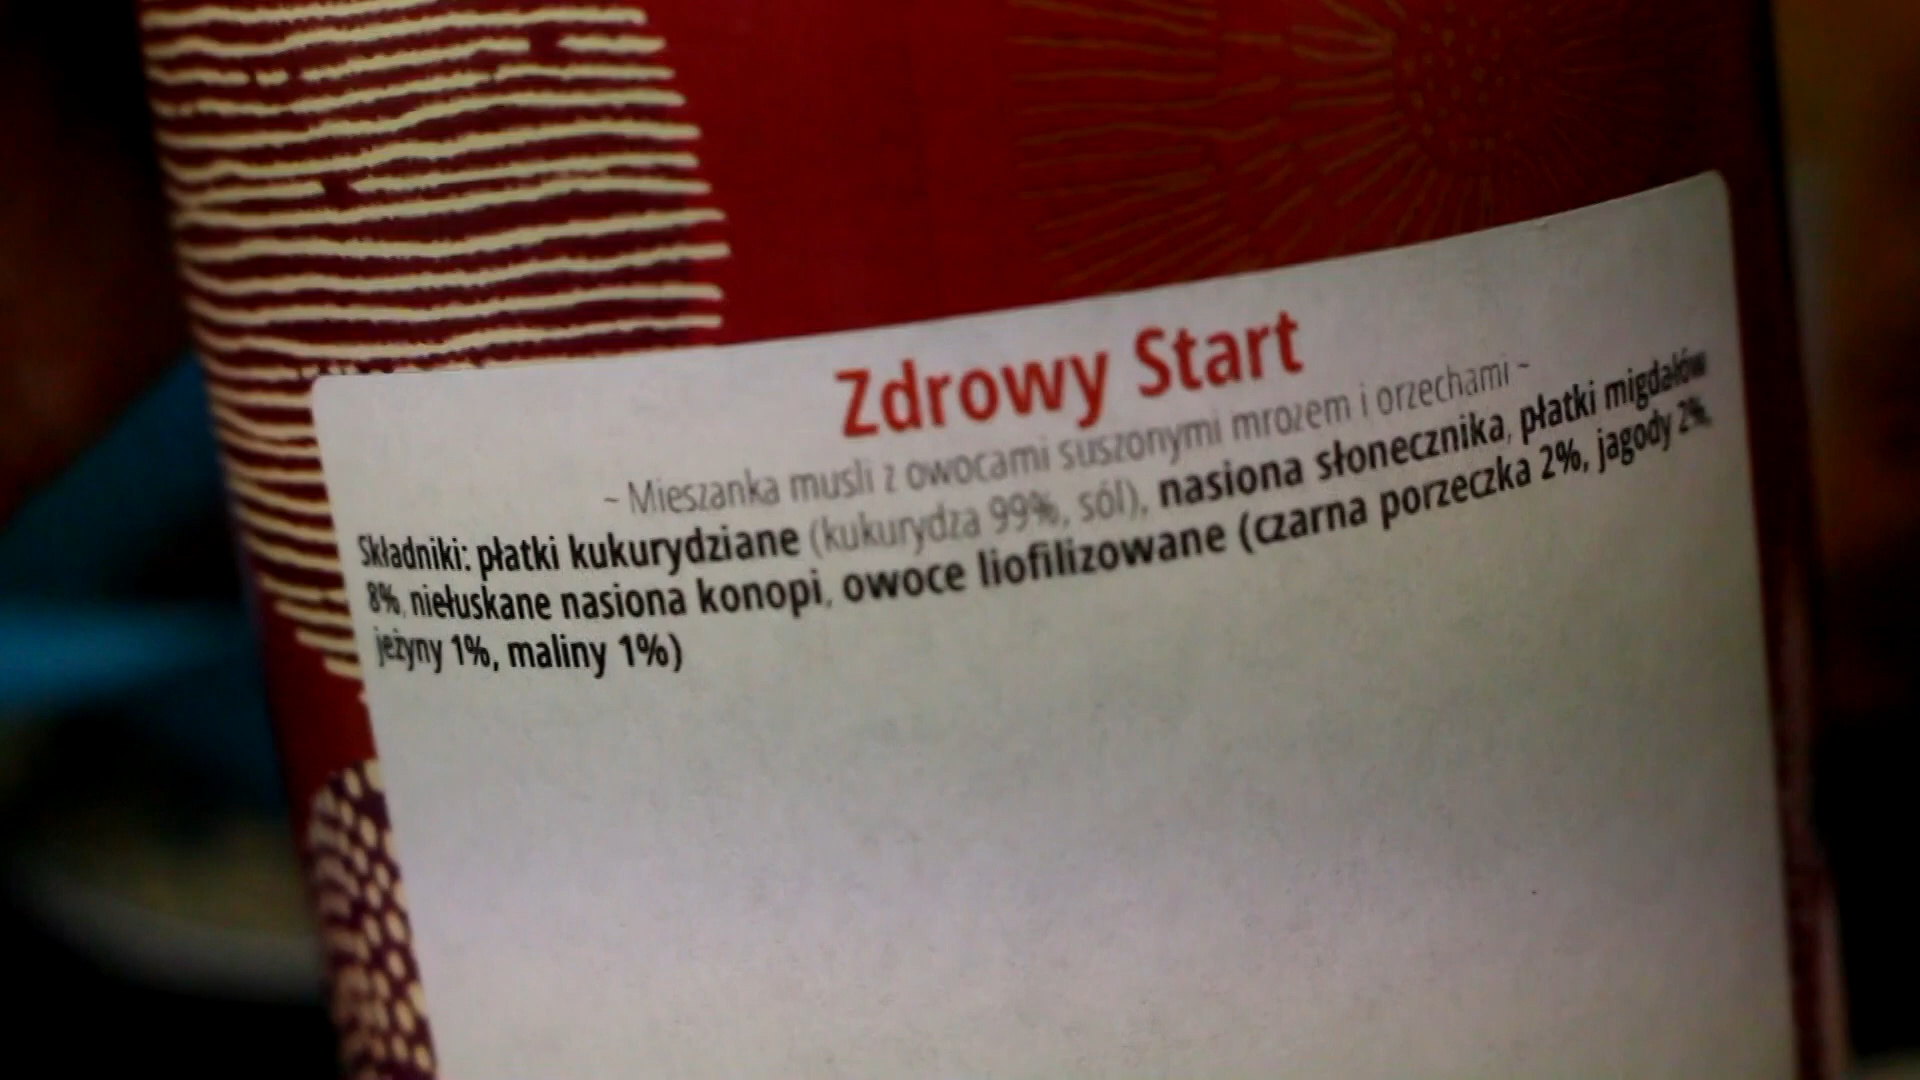 Zdrowy Start
~ Mieszanka musli z owocami suszonymi mrozem i orzechami ~
Składniki: płatki kukurydziane (kukurydza 99%, sól), nasiona słonecznika, płatki migdałów
8%, niełuskane nasiona konopi, owoce liofilizowane (czarna porzeczka 2%, jagody 2%,
jeżyny 1%, maliny 1%)